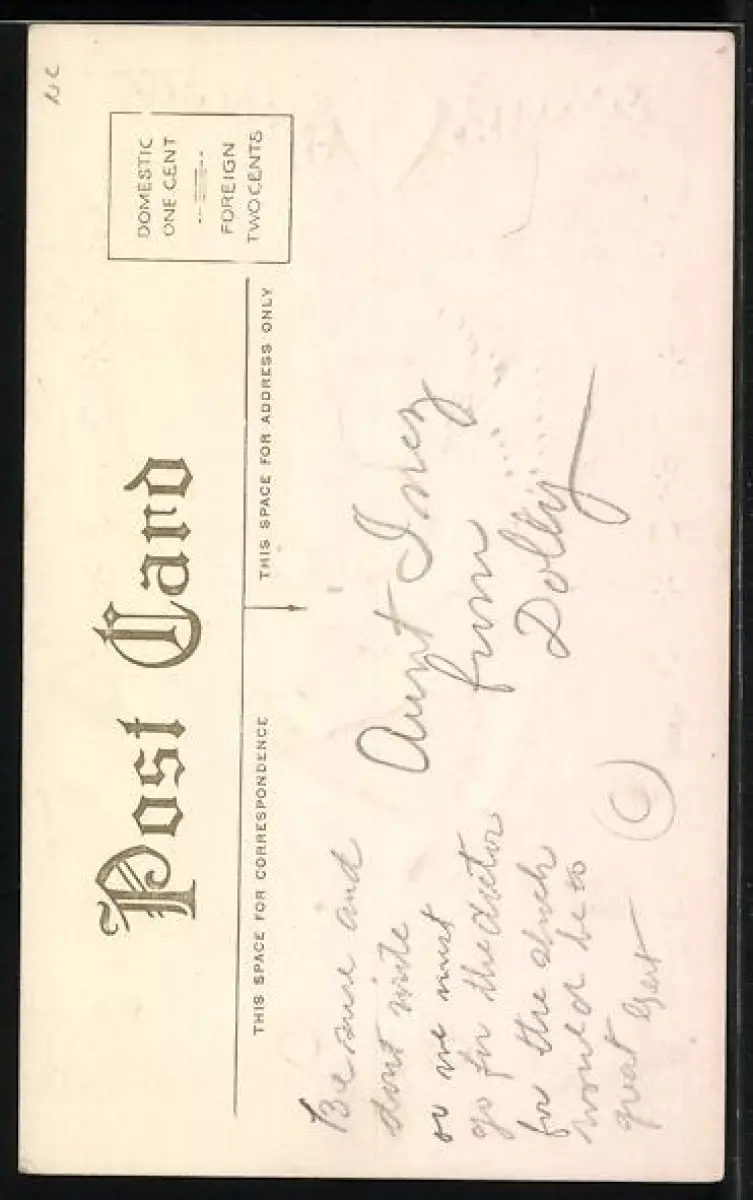 Post Card
DOMESTIC
ONE CENT
FOREIGN
TWO CENTS
THIS SPACE FOR CORRESPONDENCE
THIS SPACE FOR ADDRESS ONLY
Be sure and
dont write
or we must
go for the doctor
for the shock
would be to
great Gert
Aunt Inez
from
Dolly
C